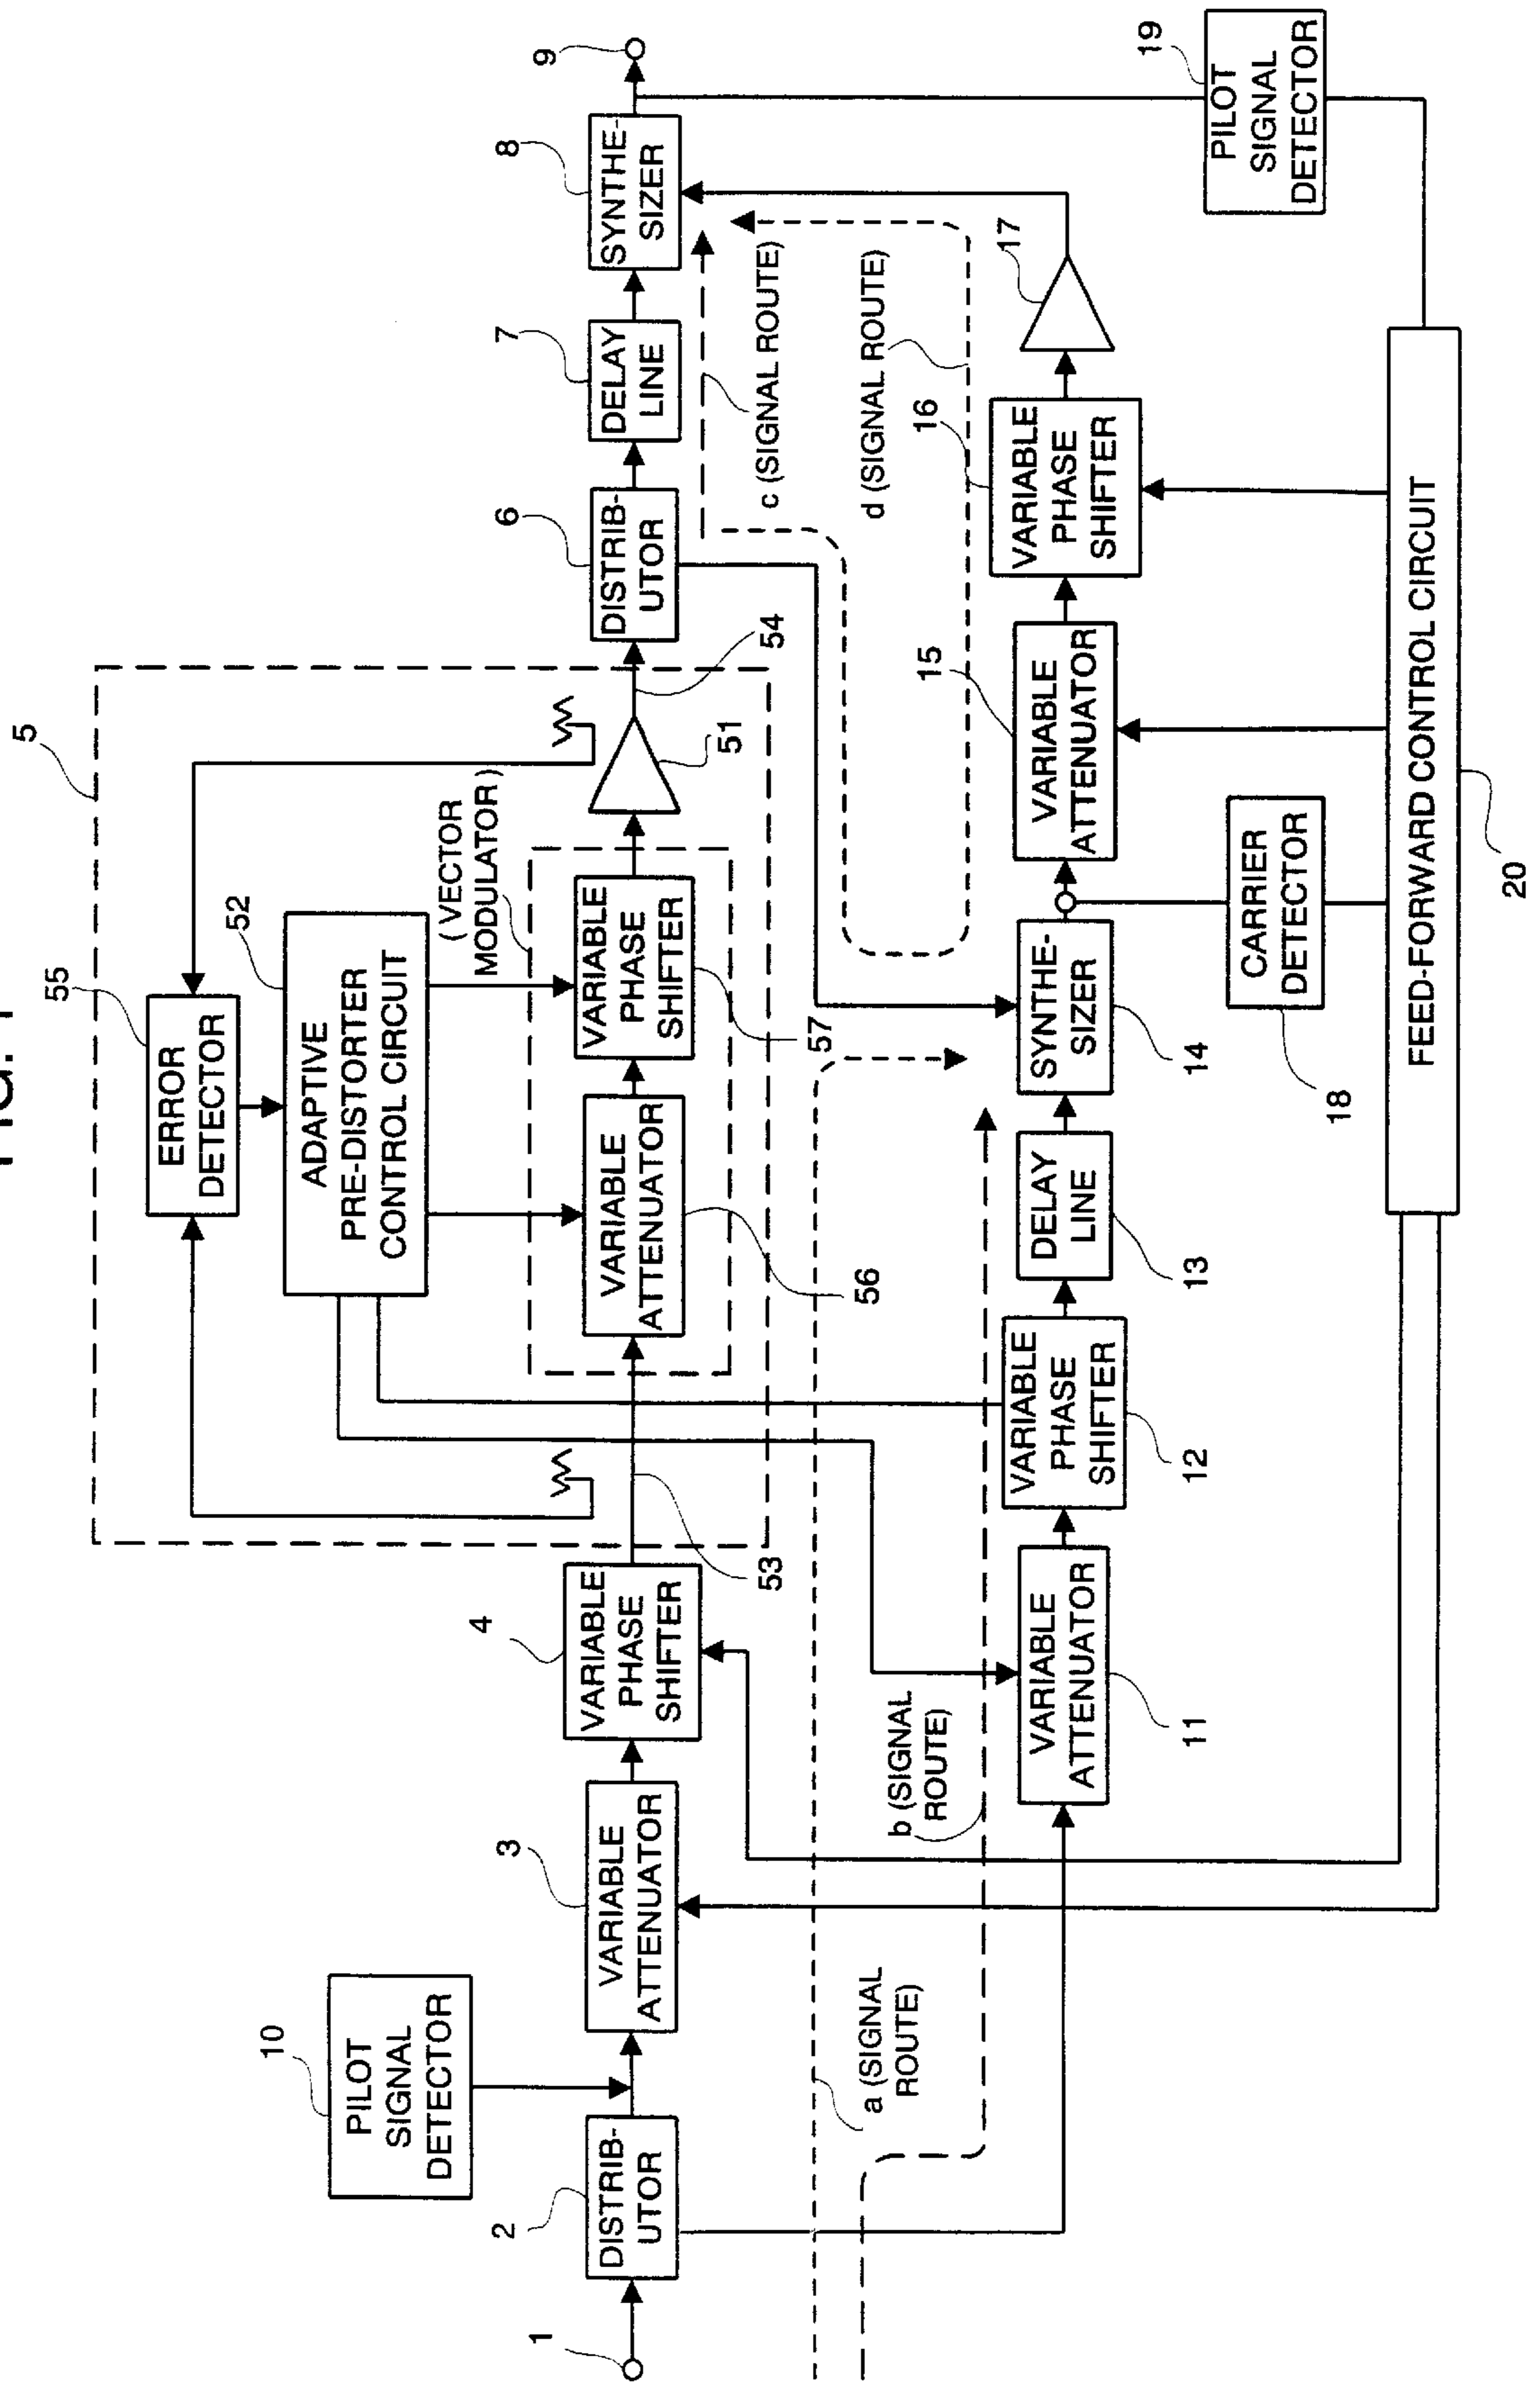 5
55
ERROR
DETECTOR
52
ADAPTIVE
PRE-DISTORTER
CONTROL CIRCUIT
(VECTOR
MODULATOR)
10
PILOT
SIGNAL
DETECTOR
1
2
DISTRIB-
UTOR
3
VARIABLE
ATTENUATOR
4
VARIABLE
PHASE
SHIFTER
53
VARIABLE
ATTENUATOR
56
VARIABLE
PHASE
SHIFTER
57
51
54
6
DISTRIB-
UTOR
7
DELAY
LINE
8
SYNTHE-
SIZER
9
a (SIGNAL
ROUTE)
b (SIGNAL
ROUTE)
c (SIGNAL ROUTE)
d (SIGNAL ROUTE)
VARIABLE
ATTENUATOR
11
VARIABLE
PHASE
SHIFTER
12
DELAY
LINE
13
SYNTHE-
SIZER
14
15
VARIABLE
ATTENUATOR
16
VARIABLE
PHASE
SHIFTER
17
19
PILOT
SIGNAL
DETECTOR
CARRIER
DETECTOR
18
FEED-FORWARD CONTROL CIRCUIT
20